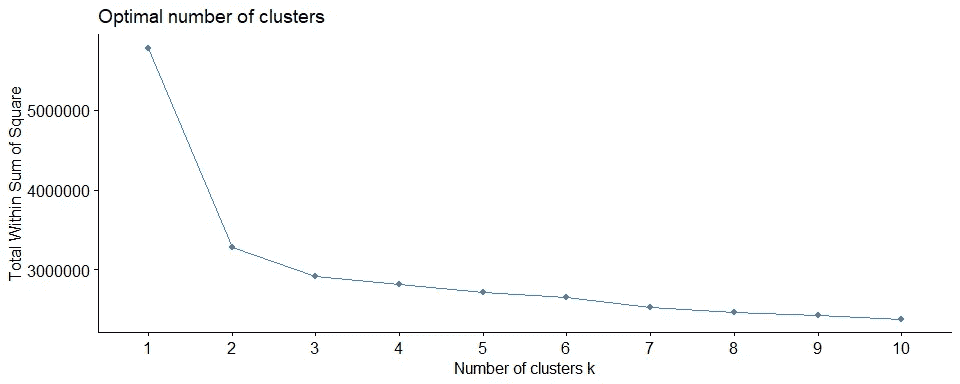 Optimal number of clusters
Total Within Sum of Square
5000000
4000000
3000000
1 2 3 4 5 6 7 8 9 10
Number of clusters k